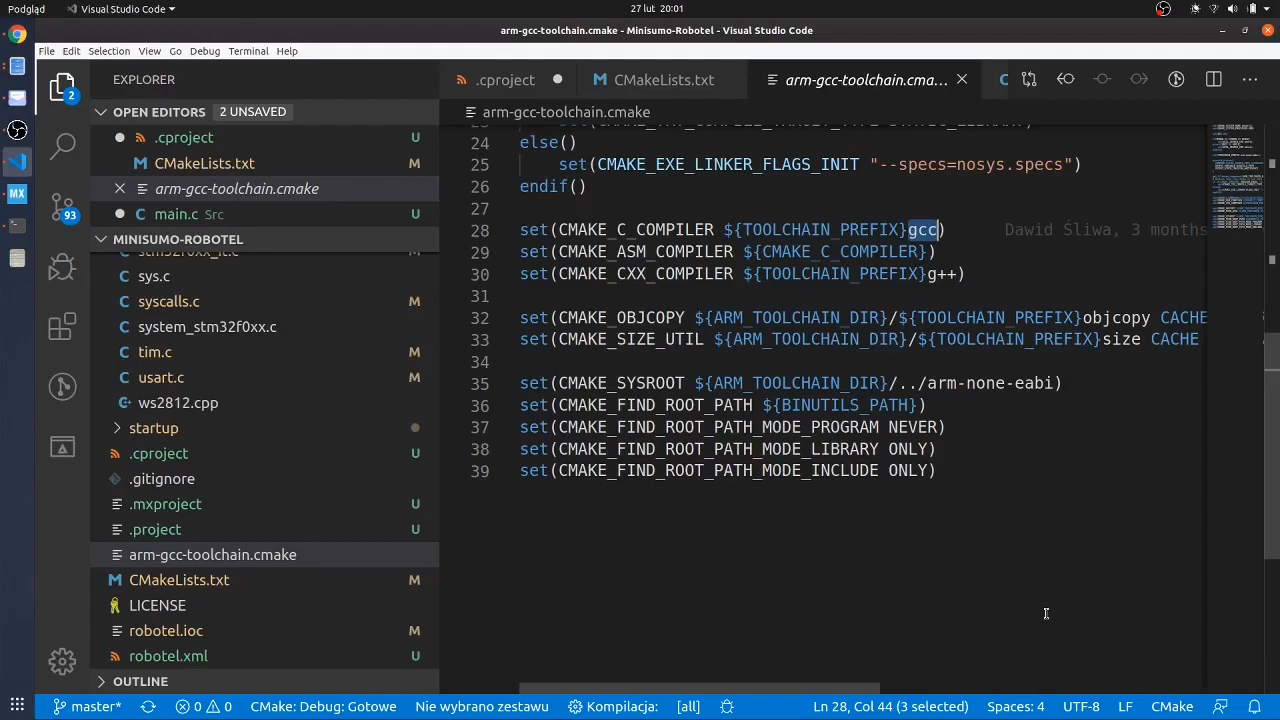 Podgląd
Visual Studio Code
27 lut 20:01
arm-gcc-toolchain.cmake - Minisumo-Robotel - Visual Studio Code
File Edit Selection View Go Debug Terminal Help
EXPLORER
.cproject
CMakeLists.txt
arm-gcc-toolchain.cma...
OPEN EDITORS 2 UNSAVED
.cproject U
CMakeLists.txt M
arm-gcc-toolchain.cmake
main.c Src U
MINISUMO-ROBOTEL
sys.c
syscalls.c M
system_stm32f0xx.c
tim.c M
usart.c M
ws2812.cpp
startup
.cproject U
.gitignore
.mxproject U
.project U
arm-gcc-toolchain.cmake
CMakeLists.txt M
LICENSE
robotel.ioc M
robotel.xml U
OUTLINE
2
93
MX
arm-gcc-toolchain.cmake
24 else()
25 set(CMAKE_EXE_LINKER_FLAGS_INIT "--specs=nosys.specs")
26 endif()
27
28 set(CMAKE_C_COMPILER ${TOOLCHAIN_PREFIX}gcc) Dawid Śliwa, 3 months
29 set(CMAKE_ASM_COMPILER ${CMAKE_C_COMPILER})
30 set(CMAKE_CXX_COMPILER ${TOOLCHAIN_PREFIX}g++)
31
32 set(CMAKE_OBJCOPY ${ARM_TOOLCHAIN_DIR}/${TOOLCHAIN_PREFIX}objcopy CACHE
33 set(CMAKE_SIZE_UTIL ${ARM_TOOLCHAIN_DIR}/${TOOLCHAIN_PREFIX}size CACHE
34
35 set(CMAKE_SYSROOT ${ARM_TOOLCHAIN_DIR}/../arm-none-eabi)
36 set(CMAKE_FIND_ROOT_PATH ${BINUTILS_PATH})
37 set(CMAKE_FIND_ROOT_PATH_MODE_PROGRAM NEVER)
38 set(CMAKE_FIND_ROOT_PATH_MODE_LIBRARY ONLY)
39 set(CMAKE_FIND_ROOT_PATH_MODE_INCLUDE ONLY)
master* 0 0 CMake: Debug: Gotowe Nie wybrano zestawu Kompilacja: [all] Ln 28, Col 44 (3 selected) Spaces: 4 UTF-8 LF CMake